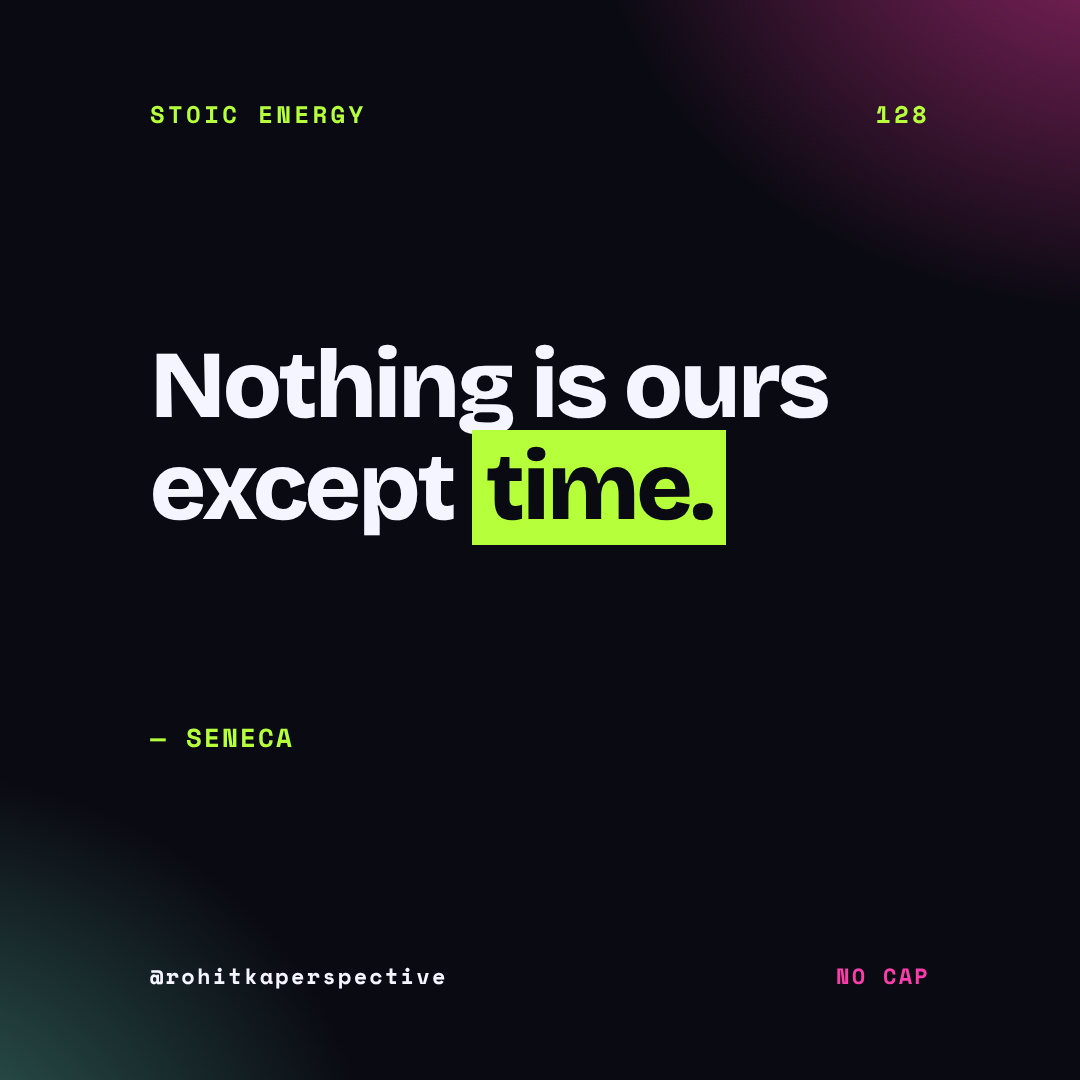 STOIC ENERGY
128
Nothing is ours
except time.
— SENECA
@rohitkaperspective
NO CAP